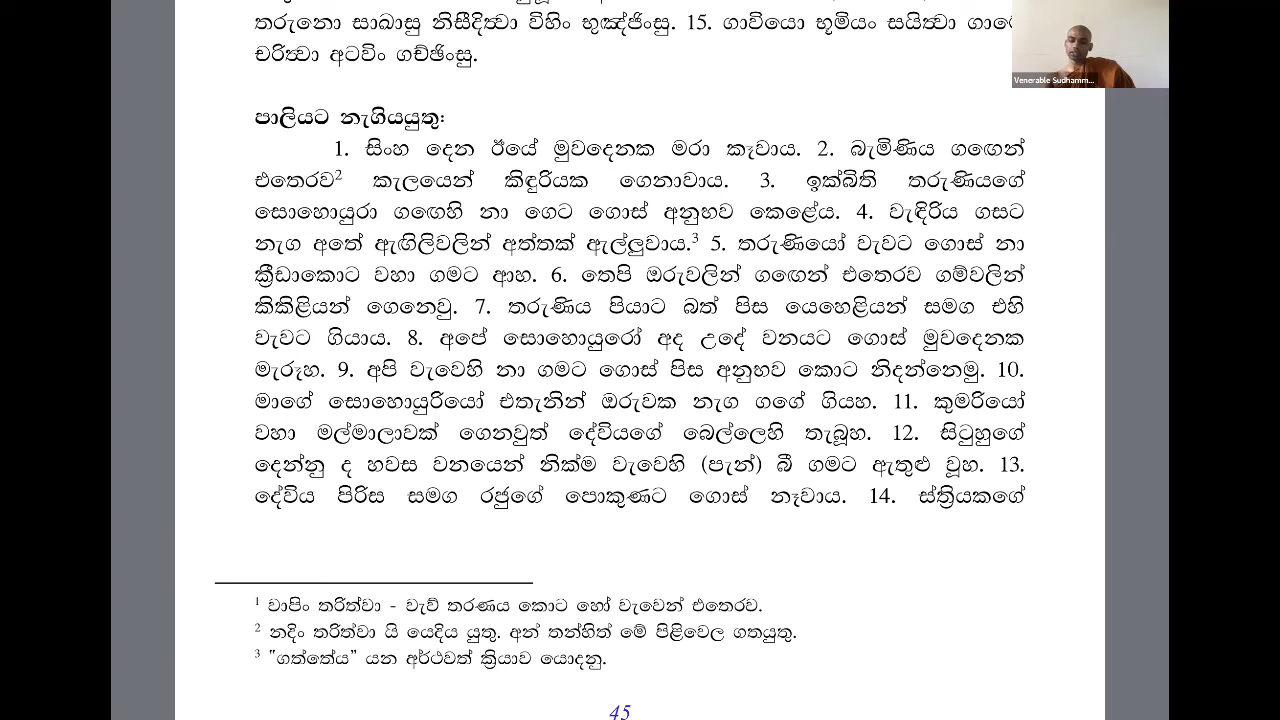 තරුනො සාඛාසු නිසීදිත්‍වා විහිං භුඤ්ජිංසු. 15. ගාවියො භූමියං සයිත්‍වා
චරිත්‍වා අටවිං ගච්ඡිංසු.
Venerable Sudhamm...
පාලියට නැගියයුතු:
1. සිංහ දෙන ඊයේ මුවදෙනක මරා කෑවාය. 2. බැමිණිය ගඟෙන්
එතෙරව2 කැලයෙන් කිඳුරියක ගෙනාවාය. 3. ඉක්බිති තරුණියගේ
සොහොයුරා ගඟෙහි නා ගෙට ගොස් අනුභව කෙළේය. 4. වැඳිරිය ගසට
නැග අතේ ඇඟිලිවලින් අත්තක් ඇල්ලුවාය.3 5. තරුණියෝ වැවට ගොස් නා
ක්‍රීඩාකොට වහා ගමට ආහ. 6. තෙපි ඔරුවලින් ගඟෙන් එතෙරව ගම්වලින්
කිකිළියන් ගෙනෙවු. 7. තරුණිය පියාට බත් පිස යෙහෙළියන් සමග එහි
වැවට ගියාය. 8. අපේ සොහොයුරෝ අද උදේ වනයට ගොස් මුවදෙනක
මැරූහ. 9. අපි වැවෙහි නා ගමට ගොස් පිස අනුභව කොට නිදන්නෙමු. 10.
මාගේ සොහොයුරියෝ එතැනින් ඔරුවක නැග ගගේ ගියහ. 11. කුමරියෝ
වහා මල්මාලාවක් ගෙනවුත් දේවියගේ බෙල්ලෙහි තැබූහ. 12. සිටුහුගේ
දෙන්නු ද හවස වනයෙන් නික්ම වැවෙහි (පැන්) බී ගමට ඇතුළු වූහ. 13.
දේවිය පිරිස සමග රජුගේ පොකුණට ගොස් නෑවාය. 14. ස්ත්‍රියකගේ
1 වාපිං තරිත්වා - වැව් තරණය කොට හෝ වැවෙන් එතෙරව.
2 නදිං තරිත්වා යි යෙදිය යුතු. අන් තන්හිත් මේ පිළිවෙල ගතයුතු.
3 "ගත්තේය" යන අර්ථවත් ක්‍රියාව යොදනු.
45